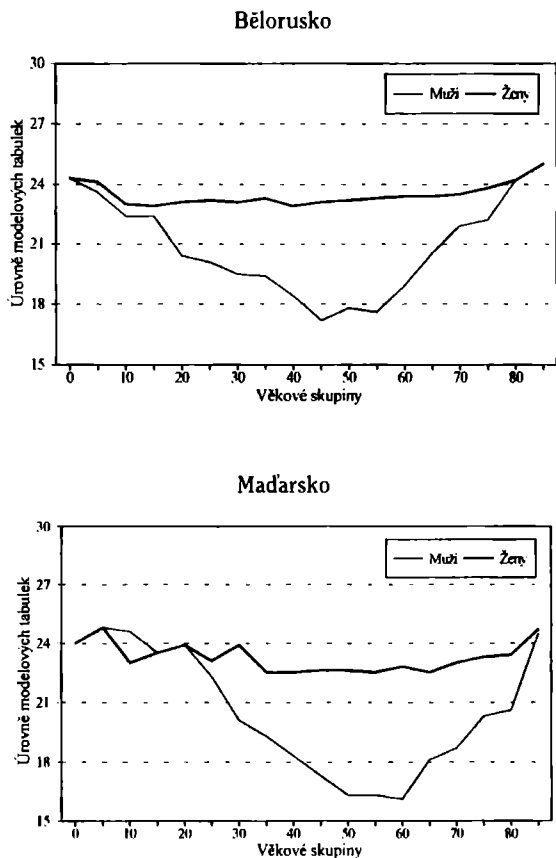 Bělorusko
30
27
24
21
18
15
Úrovně modelových tabulek
Muži Ženy
0 10 20 30 40 50 60 70 80
Věkové skupiny
Maďarsko
30
27
24
21
18
15
Úrovně modelových tabulek
Muži Ženy
0 10 20 30 40 50 60 70 80
Věkové skupiny